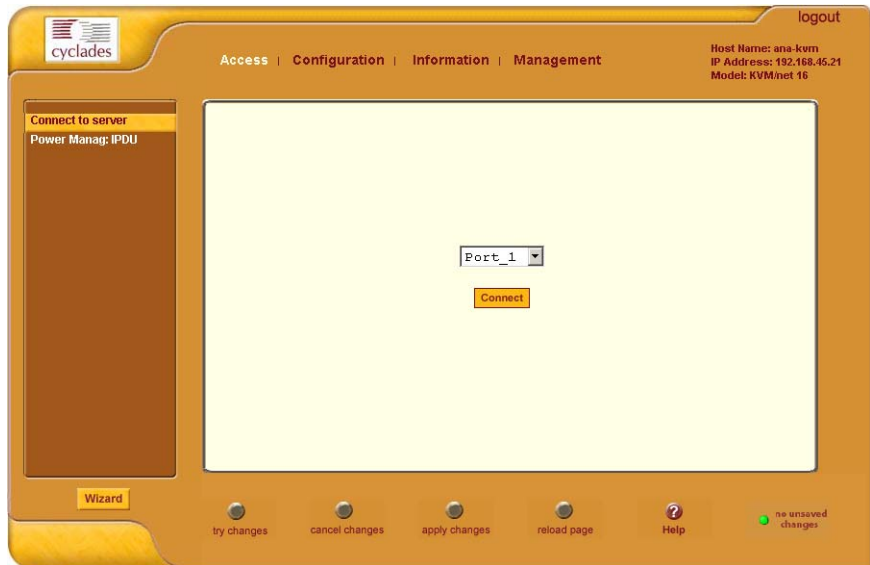 logout
cyclades
Access | Configuration | Information | Management
Host Name: ana-kvm
IP Address: 192.168.45.21
Model: KVM/net 16
Connect to server
Power Manag: IPDU
Port_1
Connect
Wizard
try changes
cancel changes
apply changes
reload page
?
Help
no unsaved
changes